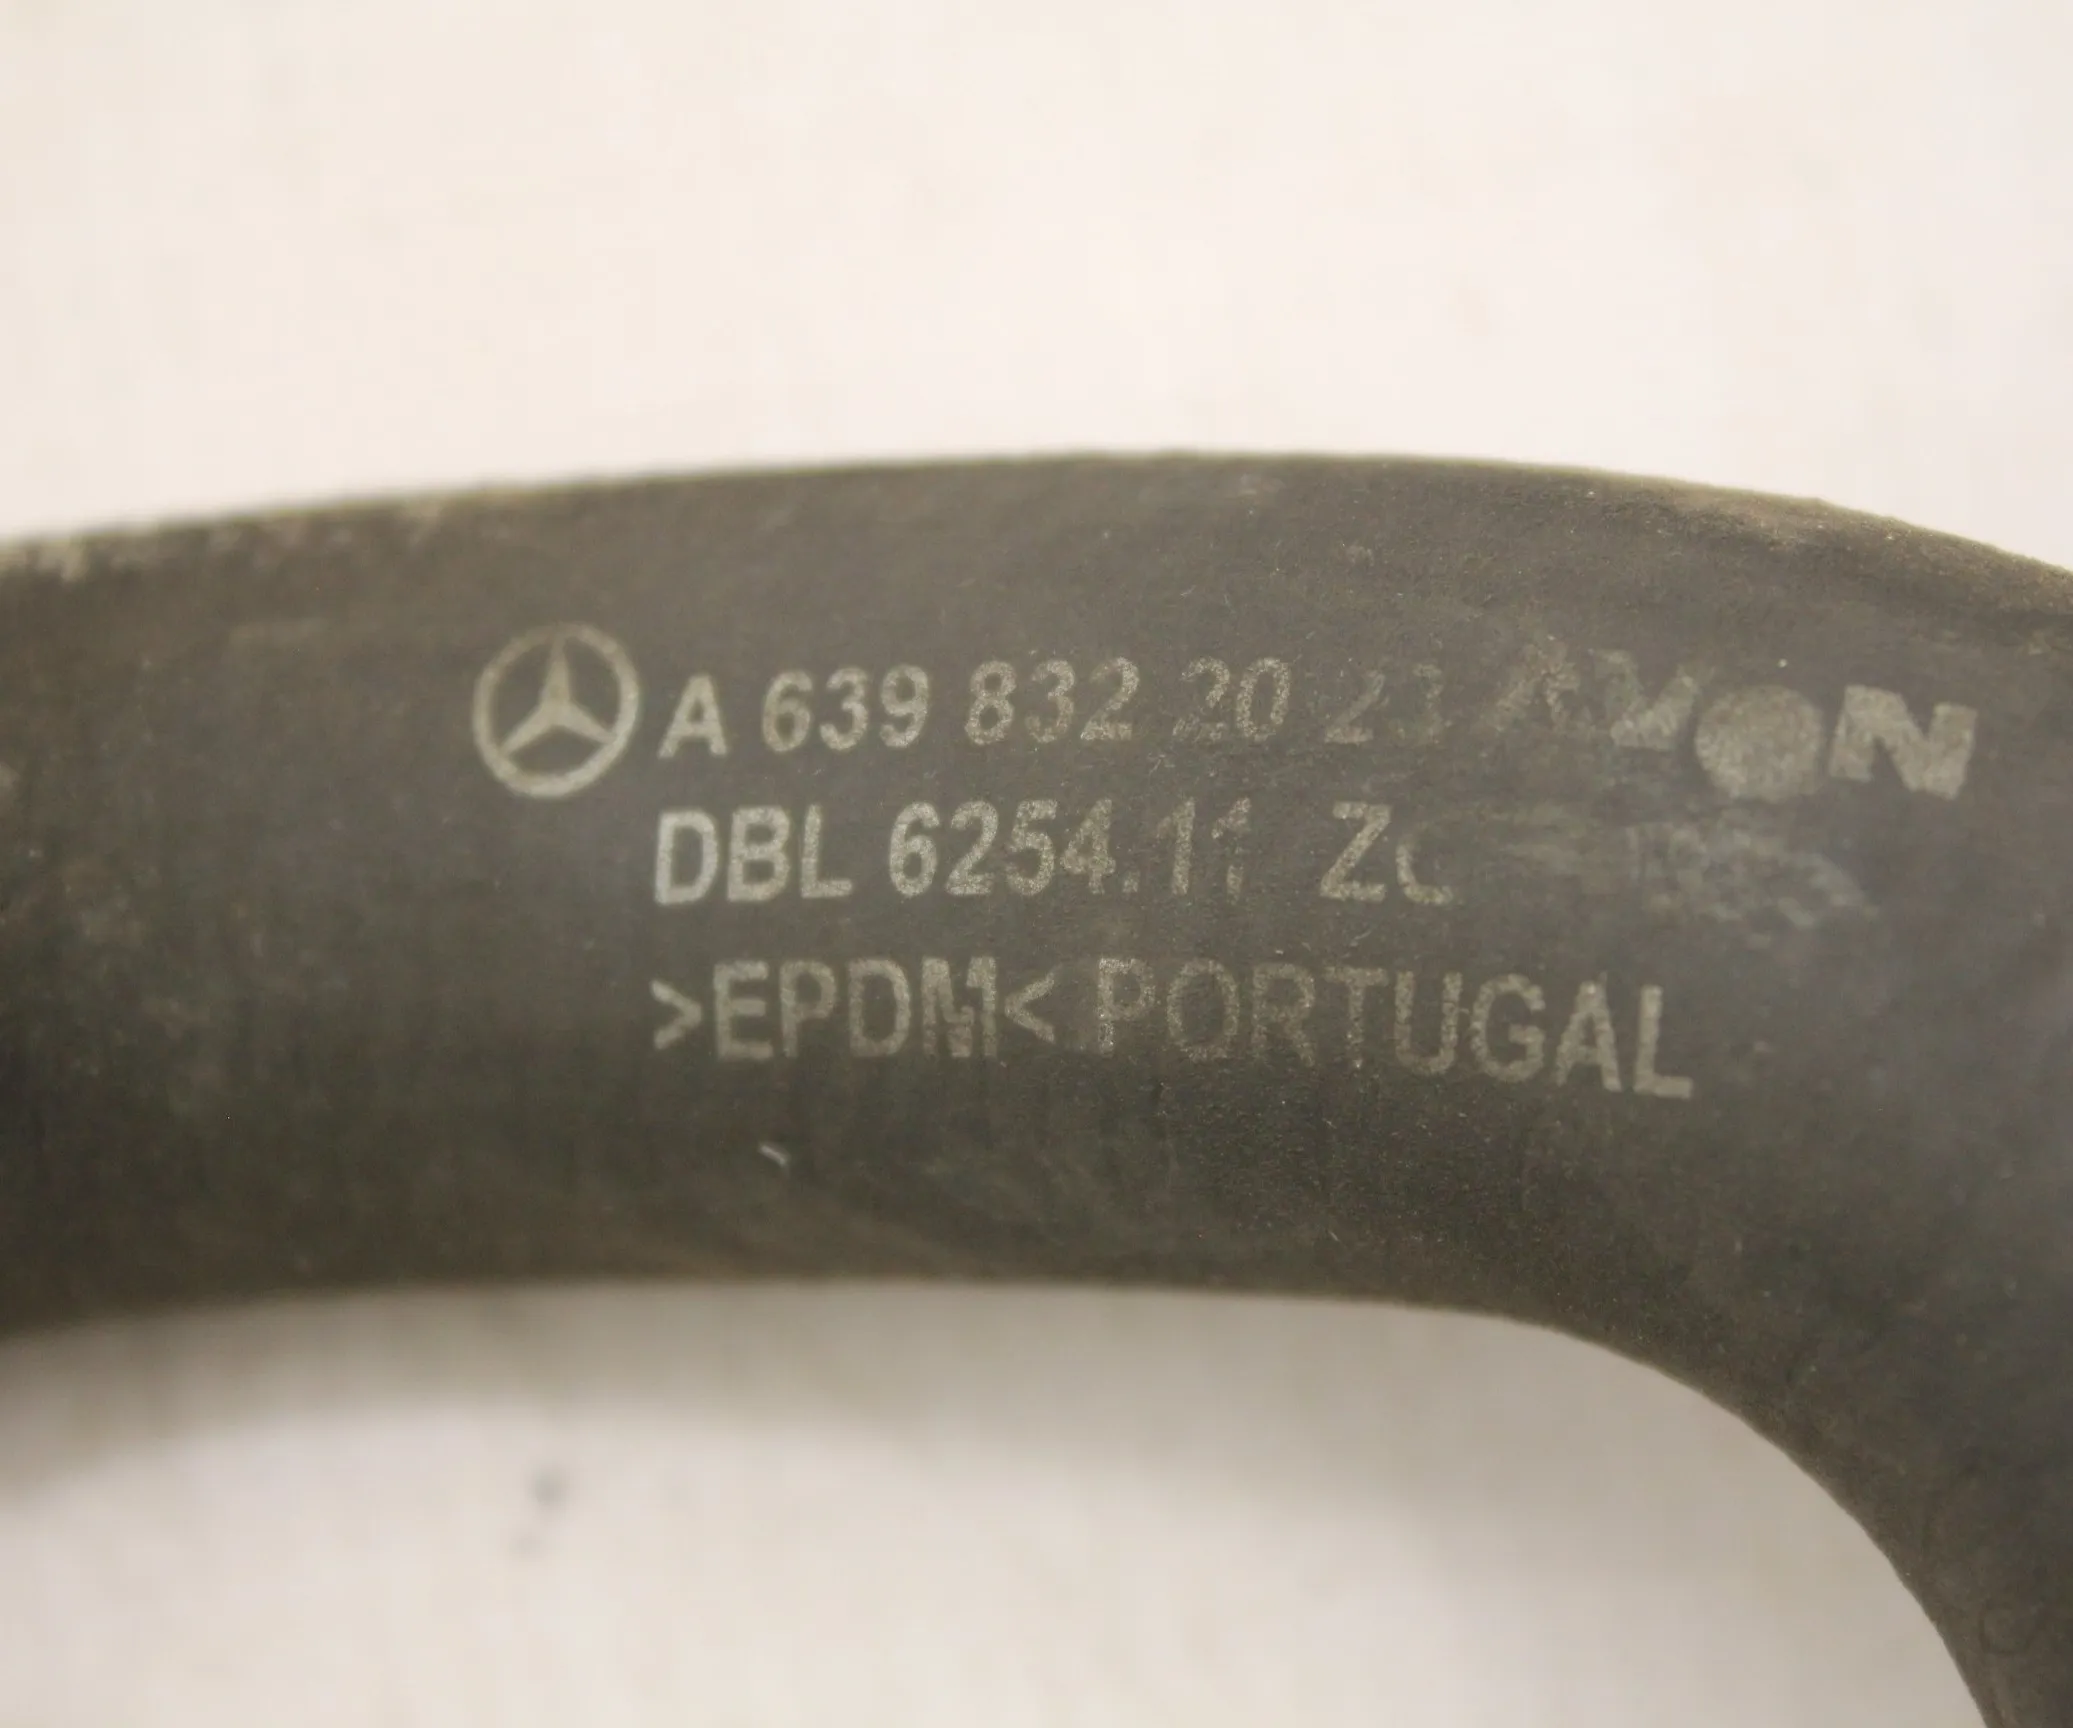 A 639 832 20 23 AVON
DBL 6254.11
>EPDM< PORTUGAL